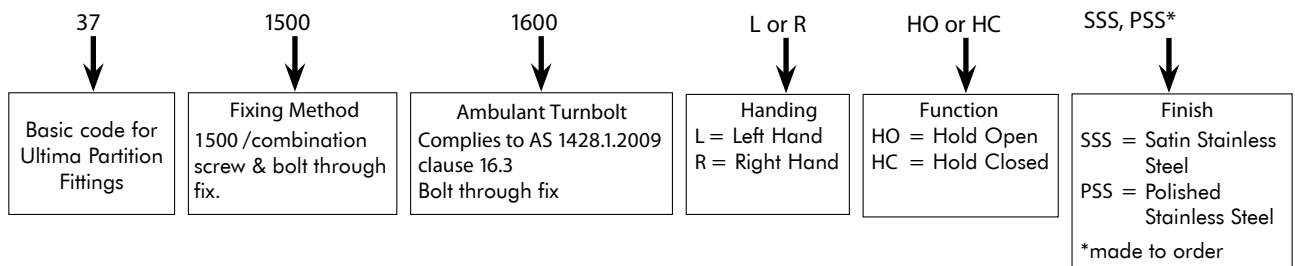 37
1500
1600
L or R
HO or HC
SSS, PSS*
Basic code for
Ultima Partition
Fittings
Fixing Method
1500 /combination
screw & bolt through
fix.
Ambulant Turnbolt
Complies to AS 1428.1.2009
clause 16.3
Bolt through fix
Handing
L = Left Hand
R = Right Hand
Function
HO = Hold Open
HC = Hold Closed
Finish
SSS = Satin Stainless
Steel
PSS = Polished
Stainless Steel
*made to order